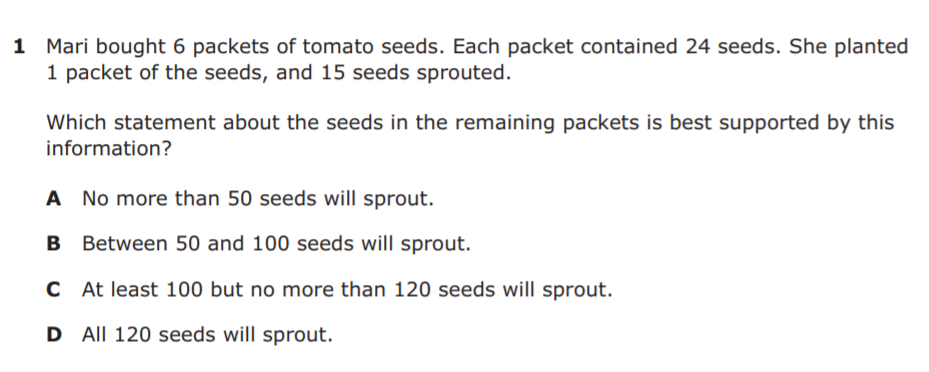 1 Mari bought 6 packets of tomato seeds. Each packet contained 24 seeds. She planted
1 packet of the seeds, and 15 seeds sprouted.
Which statement about the seeds in the remaining packets is best supported by this
information?
A No more than 50 seeds will sprout.
B Between 50 and 100 seeds will sprout.
C At least 100 but no more than 120 seeds will sprout.
D All 120 seeds will sprout.